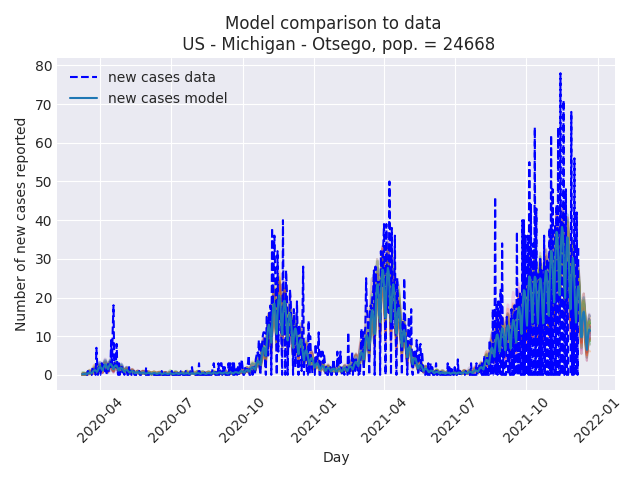 Model comparison to data
US - Michigan - Otsego, pop. = 24668
new cases data
new cases model
Number of new cases reported
80
70
60
50
40
30
20
10
0
2020-04
2020-07
2020-10
2021-01
2021-04
2021-07
2021-10
2022-01
Day